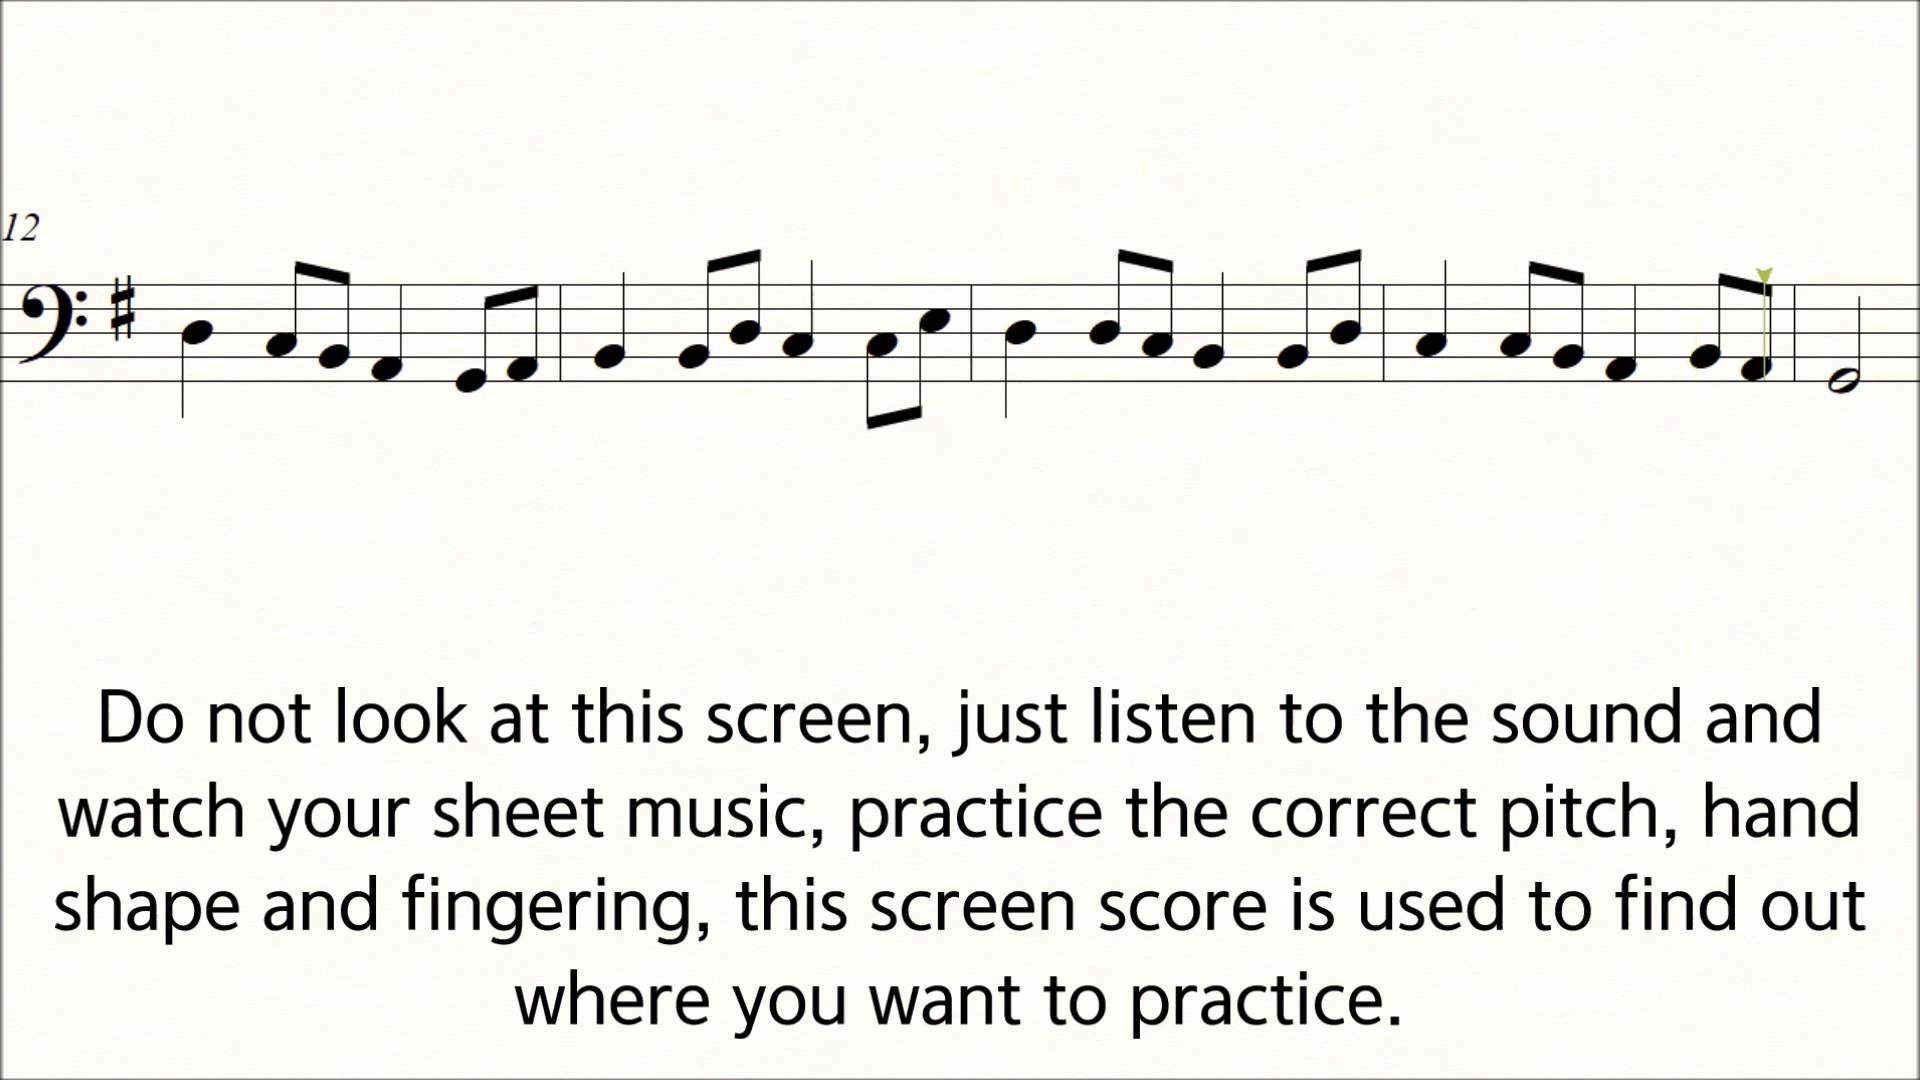 12
Do not look at this screen, just listen to the sound and
watch your sheet music, practice the correct pitch, hand
shape and fingering, this screen score is used to find out
where you want to practice.